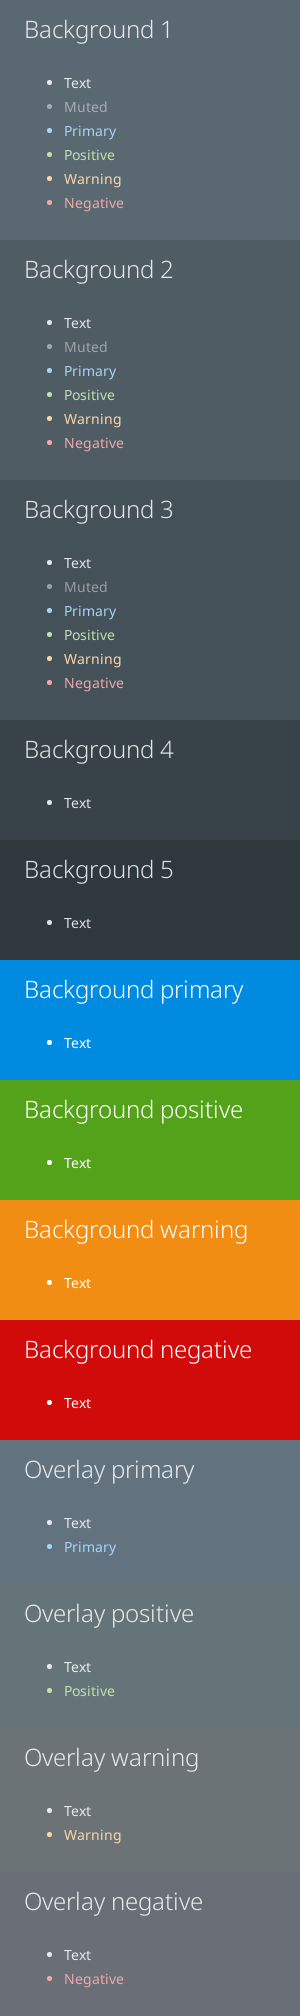 Background 1
Text
Muted
Primary
Positive
Warning
Negative
Background 2
Text
Muted
Primary
Positive
Warning
Negative
Background 3
Text
Muted
Primary
Positive
Warning
Negative
Background 4
Text
Background 5
Text
Background primary
Text
Background positive
Text
Background warning
Text
Background negative
Text
Overlay primary
Text
Primary
Overlay positive
Text
Positive
Overlay warning
Text
Warning
Overlay negative
Text
Negative